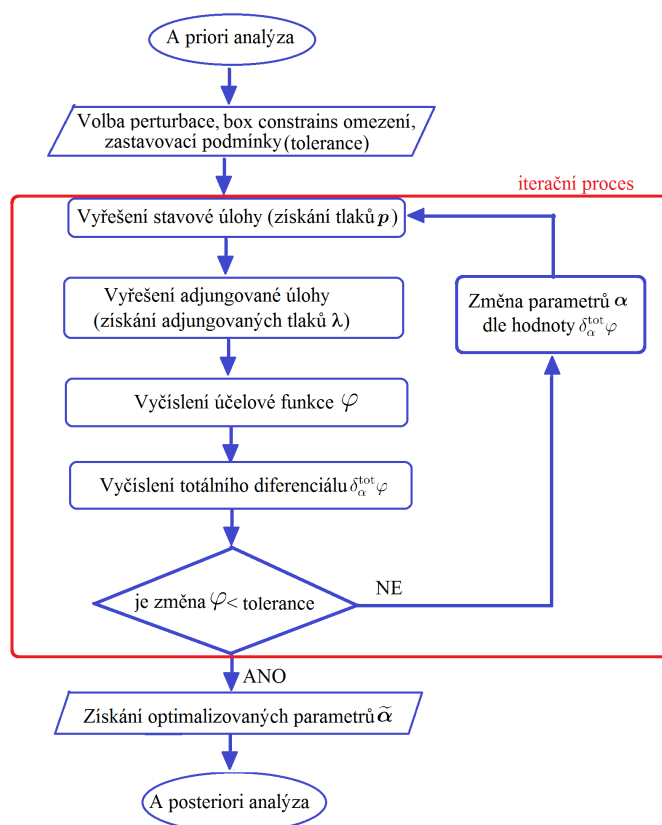 A priori analýza
Volba perturbace, box constrains omezení,
zastavovací podmínky (tolerance)
iterační proces
Vyřešení stavové úlohy (získání tlaků p)
Vyřešení adjungované úlohy
(získání adjungovaných tlaků λ)
Změna parametrů α
dle hodnoty δ_α^tot φ
Vyčíslení účelové funkce φ
Vyčíslení totálního diferenciálu δ_α^tot φ
je změna φ < tolerance
NE
ANO
Získání optimalizovaných parametrů α̃
A posteriori analýza